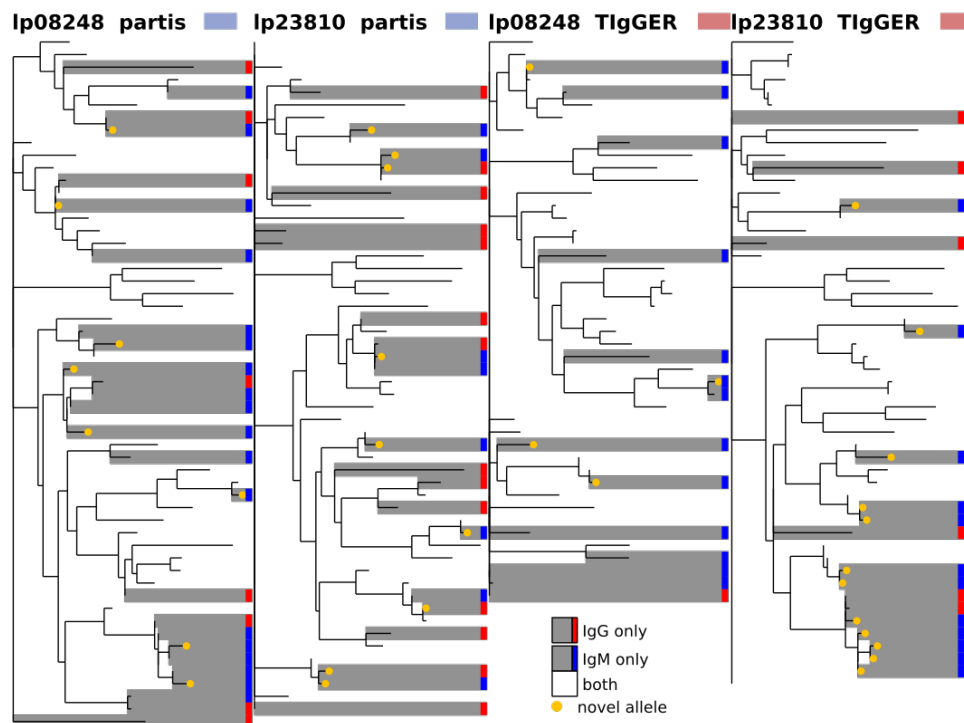 lp08248 partis
lp23810 partis
lp08248 TIgGER
lp23810 TIgGER
IgG only
IgM only
both
novel allele